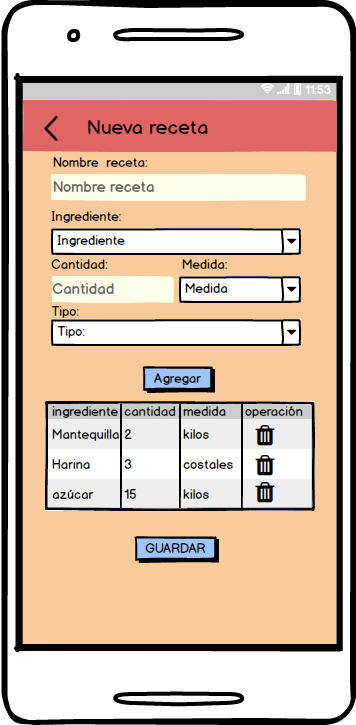 11:53
Nueva receta
Nombre receta:
Nombre receta
Ingrediente:
Ingrediente
Cantidad: Medida:
Cantidad Medida
Tipo:
Tipo:
Agregar
ingrediente cantidad medida operación
Mantequilla 2 kilos
Harina 3 costales
azúcar 15 kilos
GUARDAR